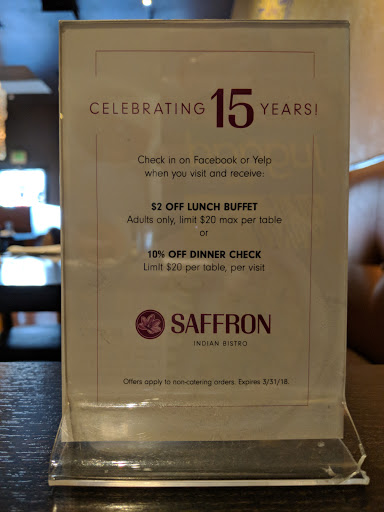 CELEBRATING 15 YEARS!
Check in on Facebook or Yelp
when you visit and receive:
$2 OFF LUNCH BUFFET
Adults only, limit $20 max per table
or
10% OFF DINNER CHECK
Limit $20 per table, per visit
SAFFRON
INDIAN BISTRO
Offers apply to non-catering orders. Expires 3/31/18.